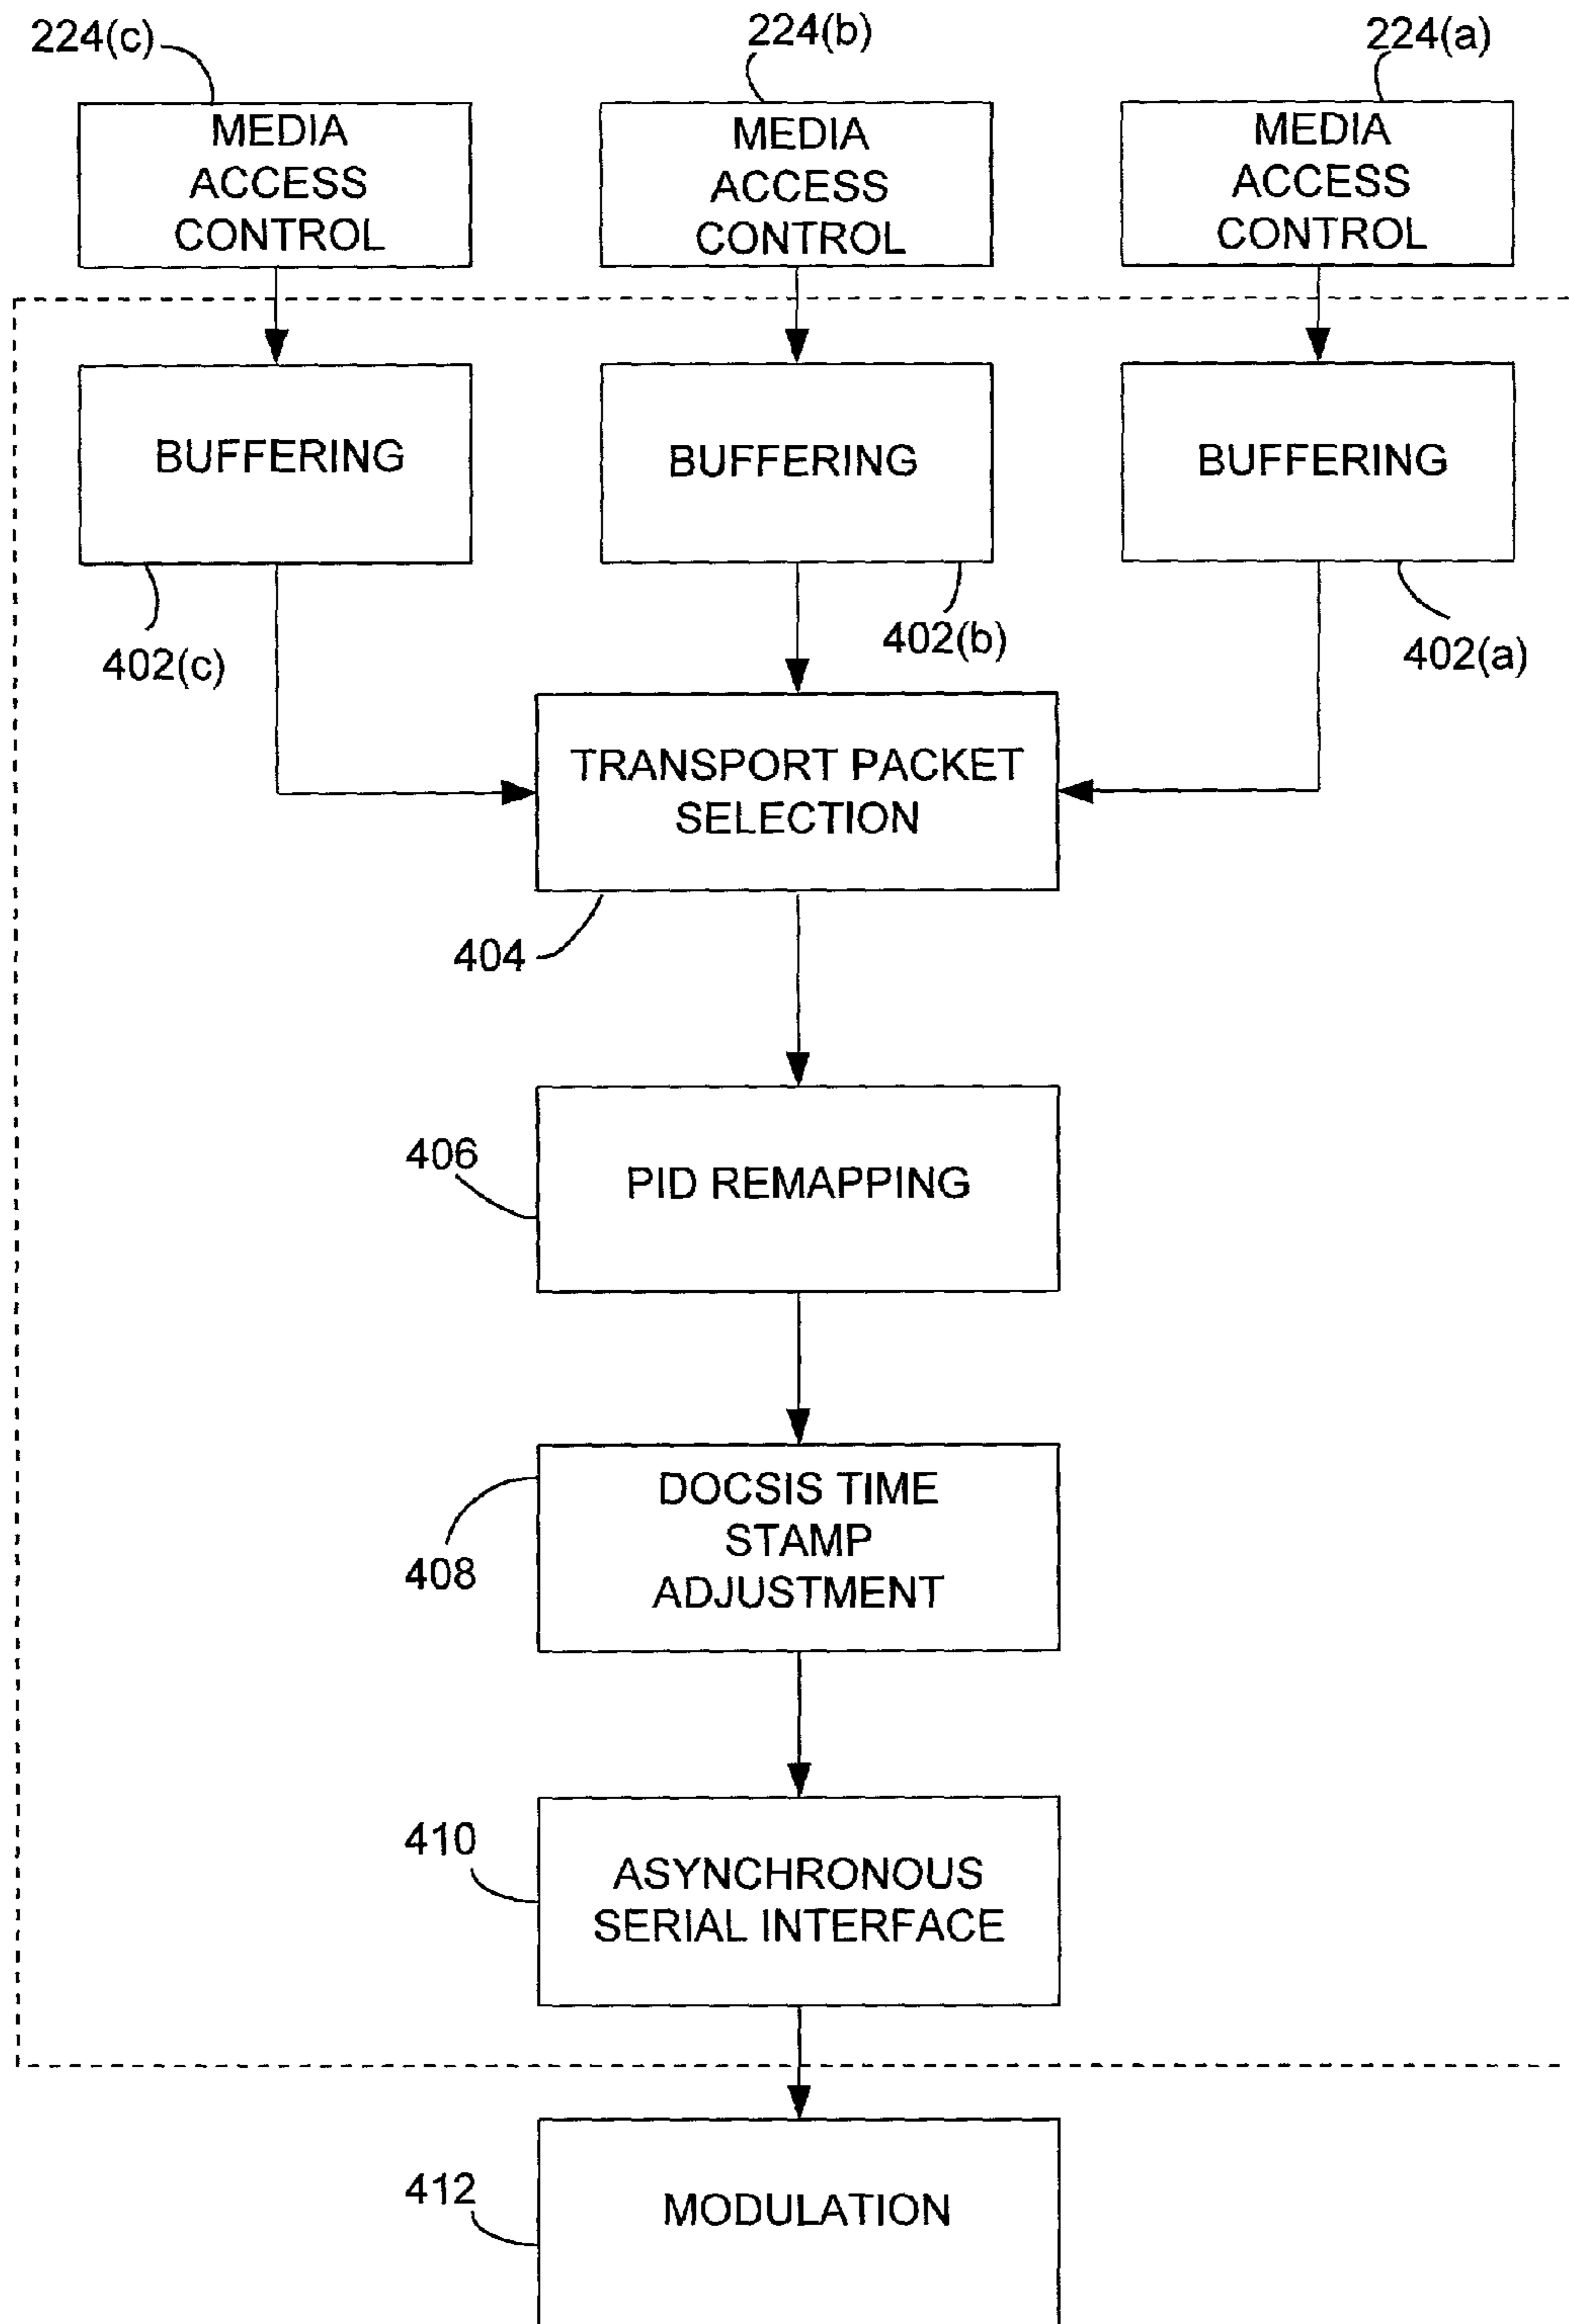 224(c)
224(b)
224(a)
MEDIA
ACCESS
CONTROL
MEDIA
ACCESS
CONTROL
MEDIA
ACCESS
CONTROL
BUFFERING
BUFFERING
BUFFERING
402(c)
402(b)
402(a)
TRANSPORT PACKET
SELECTION
404
406
PID REMAPPING
408
DOCSIS TIME
STAMP
ADJUSTMENT
410
ASYNCHRONOUS
SERIAL INTERFACE
412
MODULATION